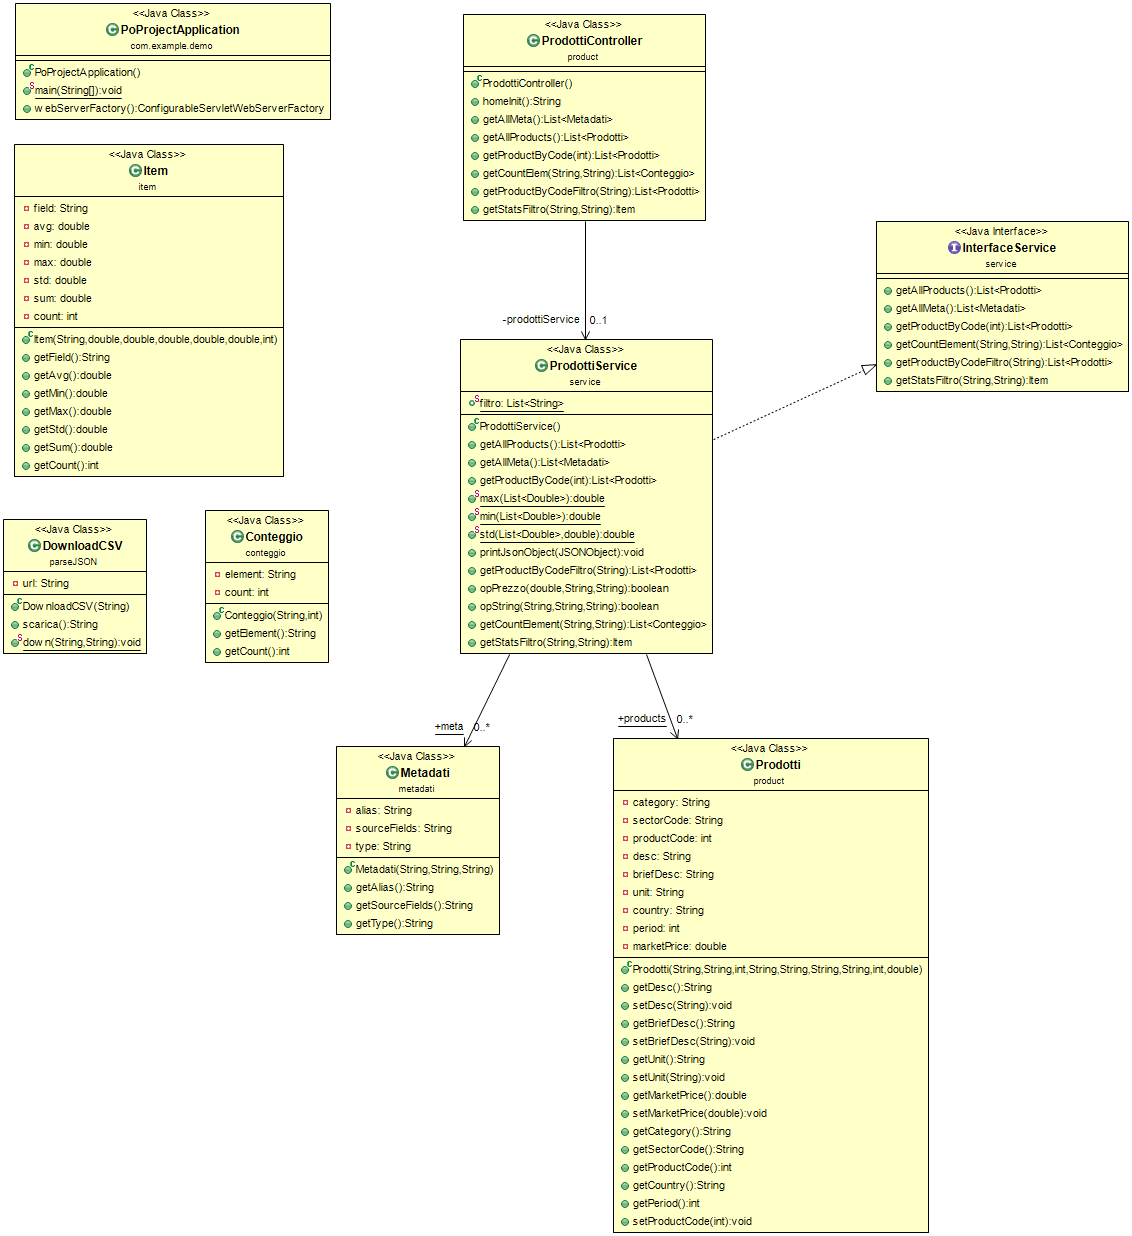 <<Java Class>>
PoProjectApplication
com.example.demo
PoProjectApplication()
main(String[]):void
webServerFactory():ConfigurableServletWebServerFactory
<<Java Class>>
ProdottiController
product
ProdottiController()
homeInit():String
getAllMeta():List<Metadati>
getAllProducts():List<Prodotti>
getProductByCode(int):List<Prodotti>
getCountElem(String,String):List<Conteggio>
getProductByCodeFiltro(String):List<Prodotti>
getStatsFiltro(String,String):Item
<<Java Class>>
Item
item
field: String
avg: double
min: double
max: double
std: double
sum: double
count: int
Item(String,double,double,double,double,double,int)
getField():String
getAvg():double
getMin():double
getMax():double
getStd():double
getSum():double
getCount():int
<<Java Interface>>
InterfaceService
service
getAllProducts():List<Prodotti>
getAllMeta():List<Metadati>
getProductByCode(int):List<Prodotti>
getCountElement(String,String):List<Conteggio>
getProductByCodeFiltro(String):List<Prodotti>
getStatsFiltro(String,String):Item
-prodottiService 0..1
<<Java Class>>
ProdottiService
service
filtro: List<String>
ProdottiService()
getAllProducts():List<Prodotti>
getAllMeta():List<Metadati>
getProductByCode(int):List<Prodotti>
max(List<Double>):double
min(List<Double>):double
std(List<Double>,double):double
printJsonObject(JSONObject):void
getProductByCodeFiltro(String):List<Prodotti>
opPrezzo(double,String,String):boolean
opString(String,String,String):boolean
getCountElement(String,String):List<Conteggio>
getStatsFiltro(String,String):Item
<<Java Class>>
DownloadCSV
parseJSON
url: String
DownloadCSV(String)
scarica():String
down(String,String):void
<<Java Class>>
Conteggio
conteggio
element: String
count: int
Conteggio(String,int)
getElement():String
getCount():int
+meta 0..*
+products 0..*
<<Java Class>>
Metadati
metadati
alias: String
sourceFields: String
type: String
Metadati(String,String,String)
getAlias():String
getSourceFields():String
getType():String
<<Java Class>>
Prodotti
product
category: String
sectorCode: String
productCode: int
desc: String
briefDesc: String
unit: String
country: String
period: int
marketPrice: double
Prodotti(String,String,int,String,String,String,String,int,double)
getDesc():String
setDesc(String):void
getBriefDesc():String
setBriefDesc(String):void
getUnit():String
setUnit(String):void
getMarketPrice():double
setMarketPrice(double):void
getCategory():String
getSectorCode():String
getProductCode():int
getCountry():String
getPeriod():int
setProductCode(int):void